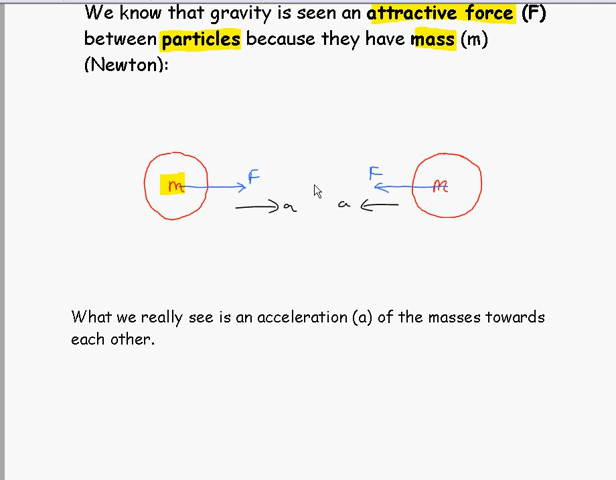 We know that gravity is seen an attractive force (F)
between particles because they have mass (m)
(Newton):
F
F
m
m
a
a
What we really see is an acceleration (a) of the masses towards
each other.